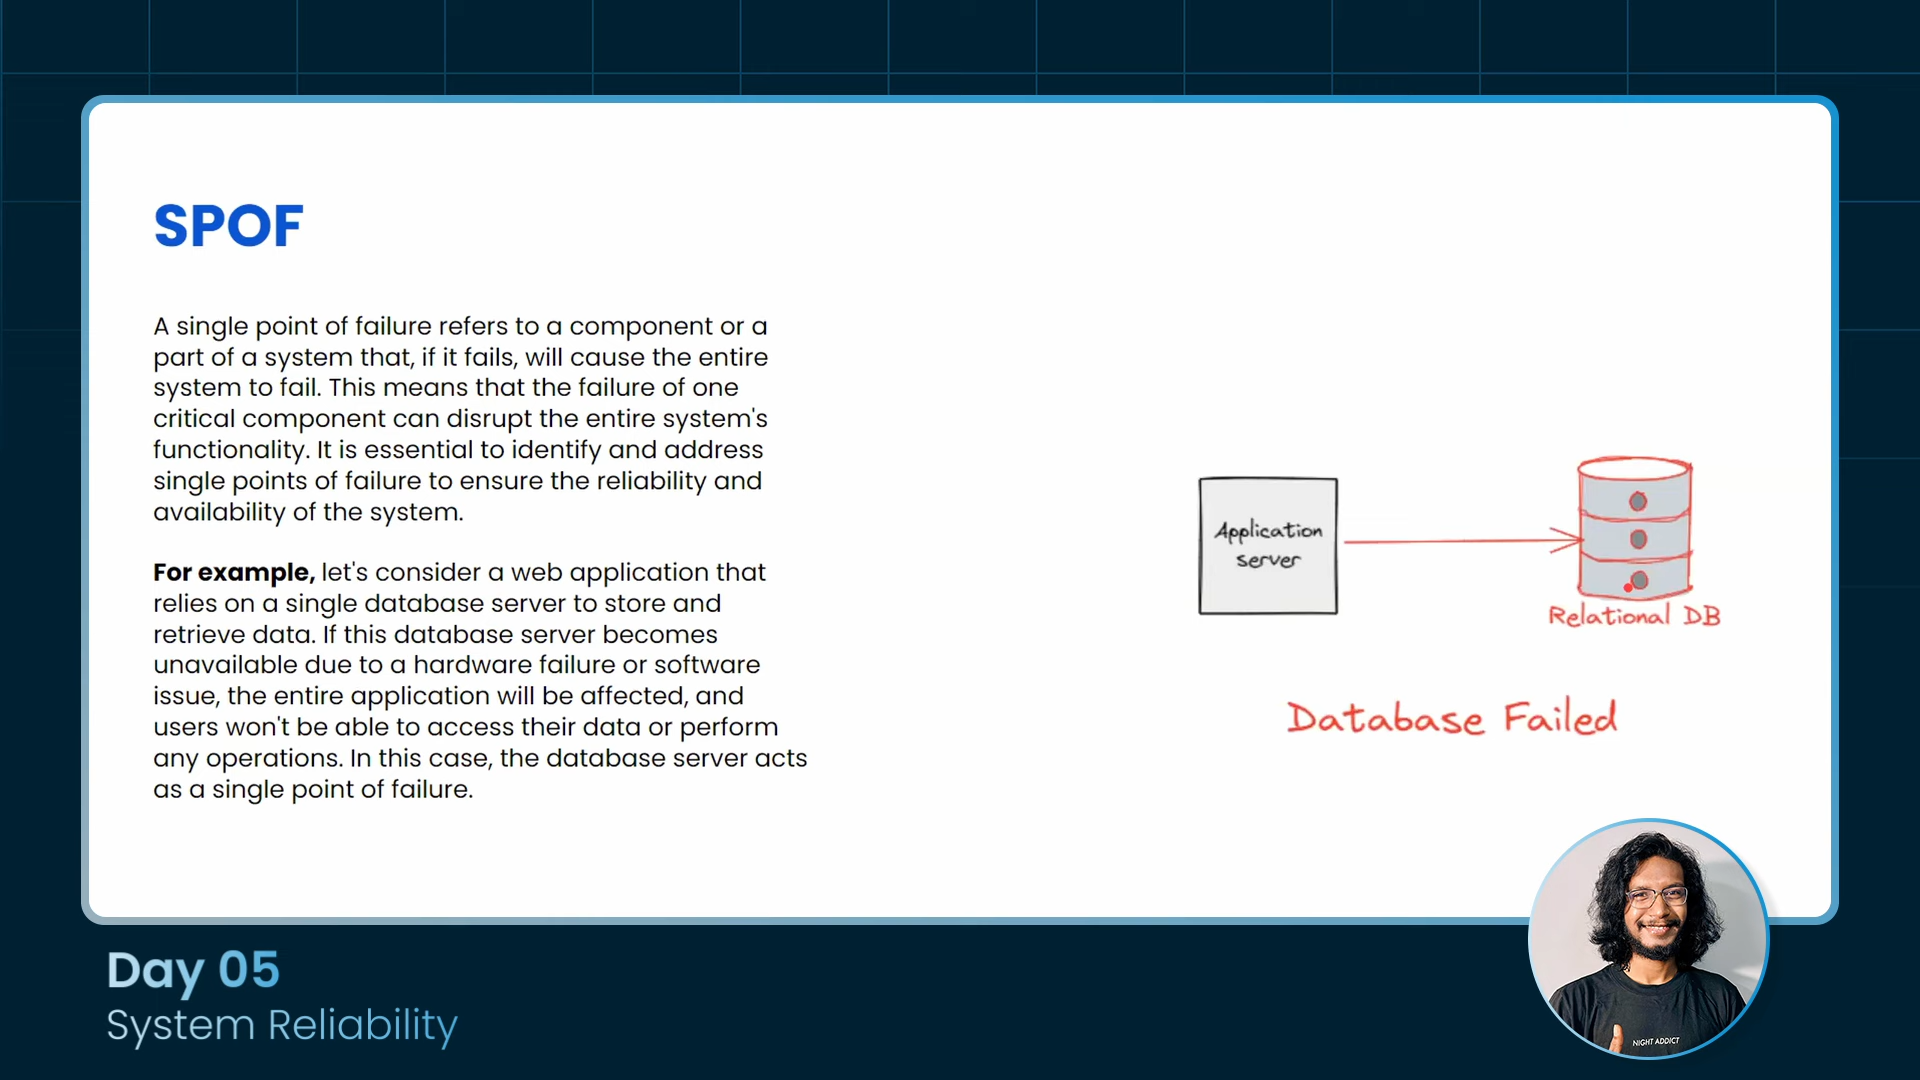 SPOF
A single point of failure refers to a component or a
part of a system that, if it fails, will cause the entire
system to fail. This means that the failure of one
critical component can disrupt the entire system's
functionality. It is essential to identify and address
single points of failure to ensure the reliability and
availability of the system.
For example, let's consider a web application that
relies on a single database server to store and
retrieve data. If this database server becomes
unavailable due to a hardware failure or software
issue, the entire application will be affected, and
users won't be able to access their data or perform
any operations. In this case, the database server acts
as a single point of failure.
Application
server
Relational DB
Database Failed
Day 05
System Reliability
NIGHT ADDICT